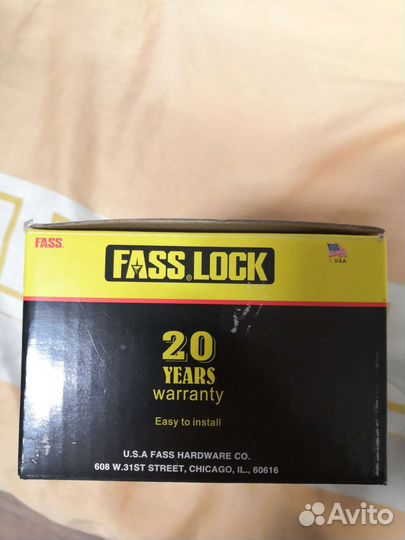 FASS.
FASS®LOCK
U.S.A.
20
YEARS
warranty
Easy to install
U.S.A FASS HARDWARE CO.
608 W.31ST STREET, CHICAGO, IL., 60616
Avito